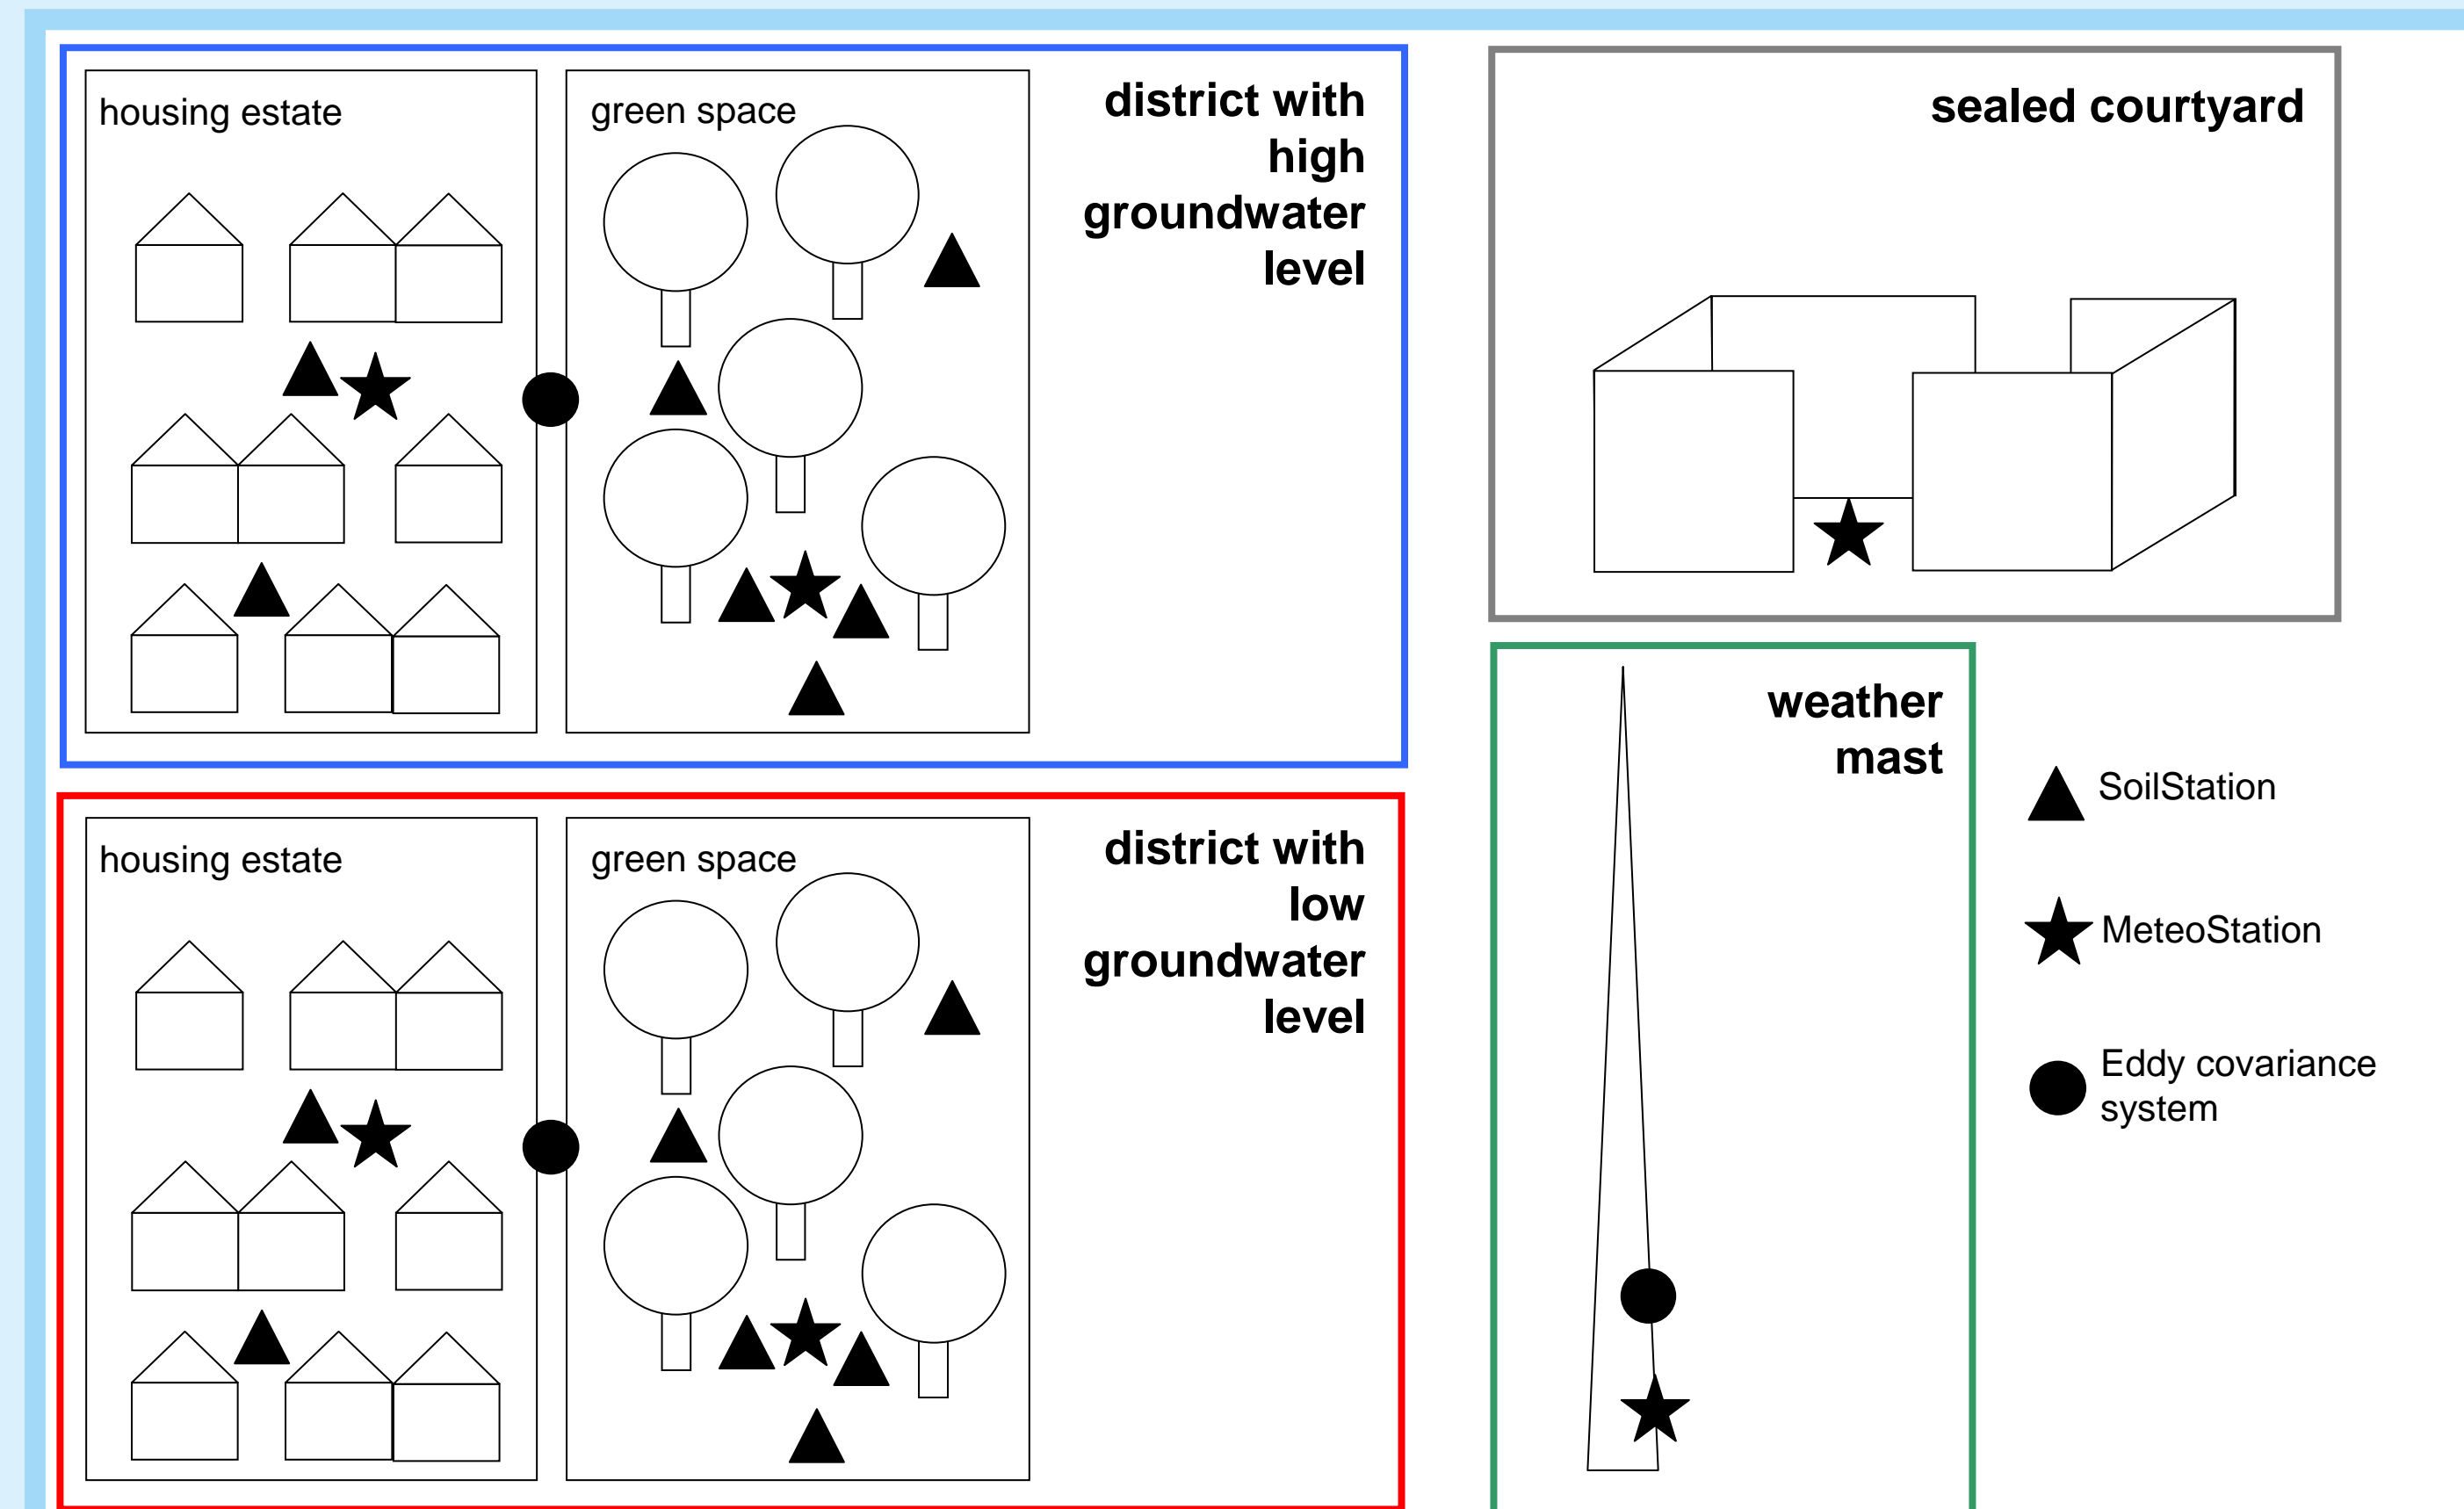 housing estate
green space
district with
high
groundwater
level
sealed courtyard
weather
mast
SoilStation
MeteoStation
Eddy covariance
system
housing estate
green space
district with
low
groundwater
level